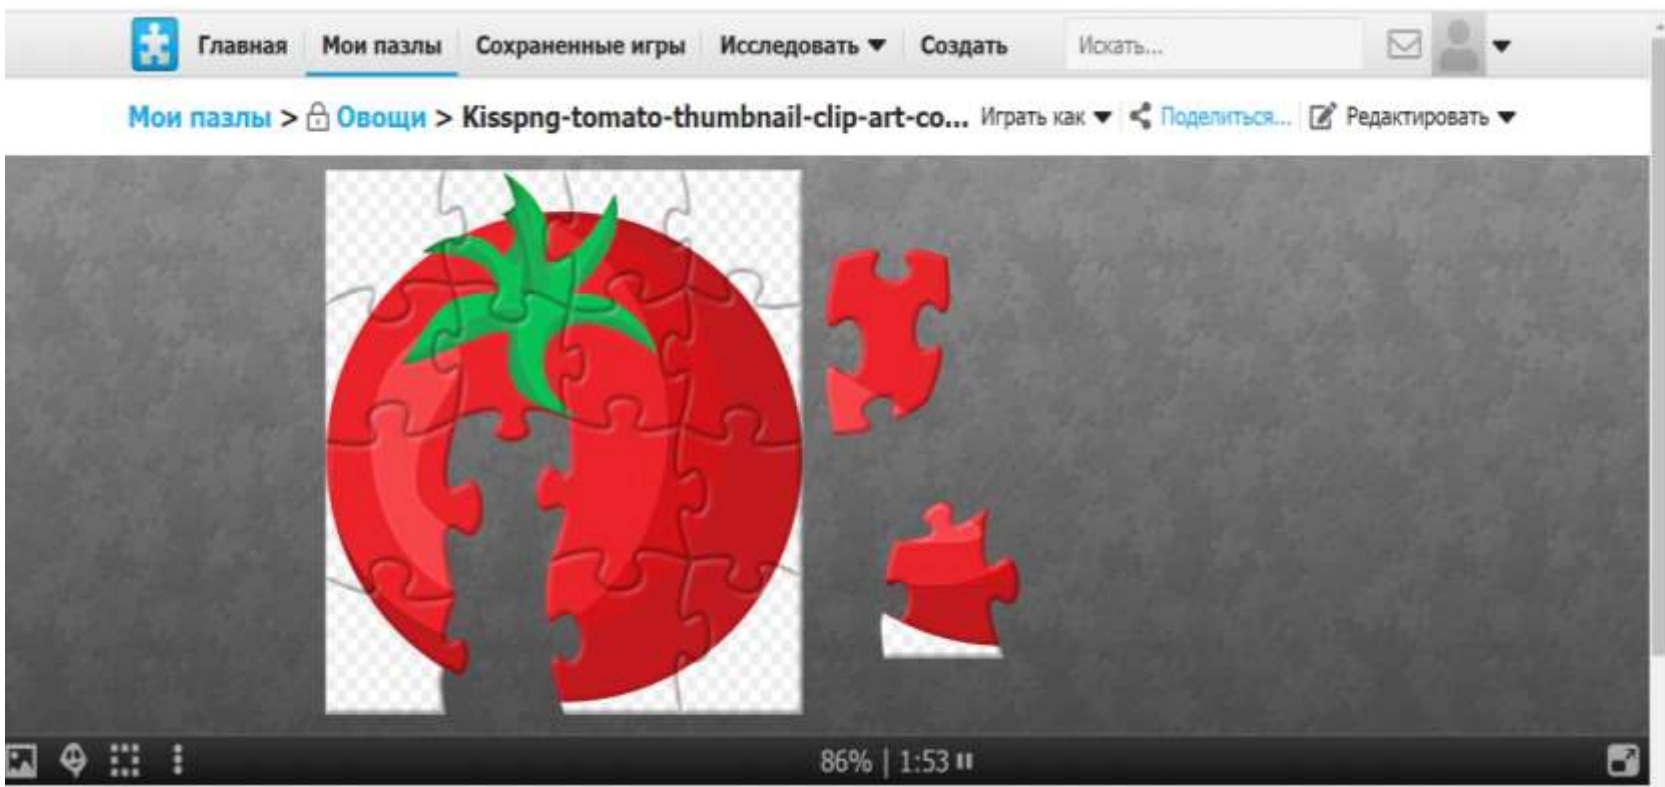 Главная Мои пазлы Сохраненные игры Исследовать ▼ Создать Искать...
Мои пазлы > Овощи > Kisspng-tomato-thumbnail-clip-art-co... Играть как ▼ Поделиться... Редактировать ▼
86% | 1:53